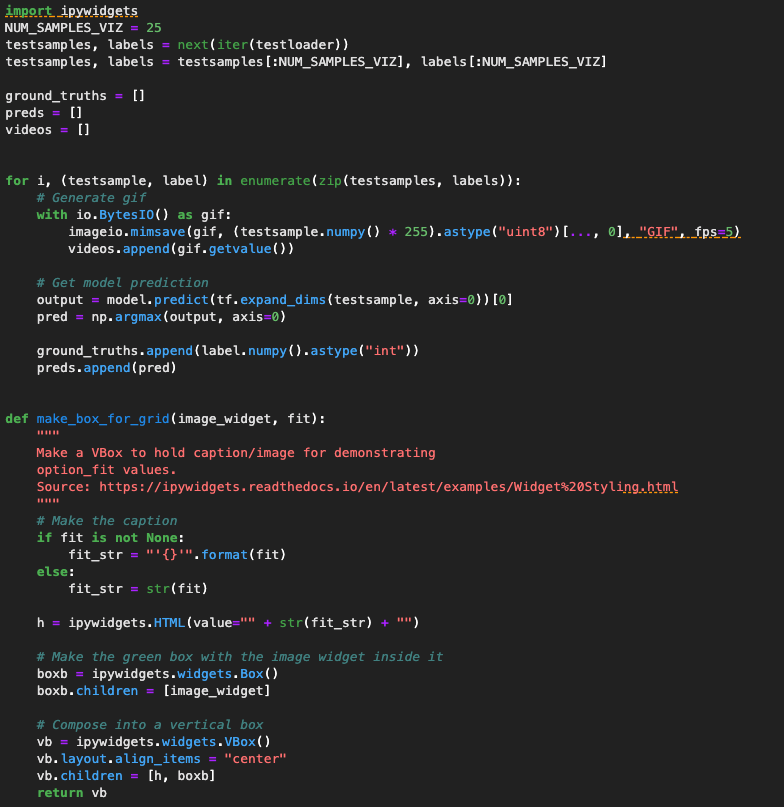 import ipywidgets
NUM_SAMPLES_VIZ = 25
testsamples, labels = next(iter(testloader))
testsamples, labels = testsamples[:NUM_SAMPLES_VIZ], labels[:NUM_SAMPLES_VIZ]

ground_truths = []
preds = []
videos = []


for i, (testsample, label) in enumerate(zip(testsamples, labels)):
    # Generate gif
    with io.BytesIO() as gif:
        imageio.mimsave(gif, (testsample.numpy() * 255).astype("uint8")[..., 0], "GIF", fps=5)
        videos.append(gif.getvalue())

    # Get model prediction
    output = model.predict(tf.expand_dims(testsample, axis=0))[0]
    pred = np.argmax(output, axis=0)

    ground_truths.append(label.numpy().astype("int"))
    preds.append(pred)


def make_box_for_grid(image_widget, fit):
    """
    Make a VBox to hold caption/image for demonstrating
    option_fit values.
    Source: https://ipywidgets.readthedocs.io/en/latest/examples/Widget%20Styling.html
    """
    # Make the caption
    if fit is not None:
        fit_str = "'{}'".format(fit)
    else:
        fit_str = str(fit)

    h = ipywidgets.HTML(value="" + str(fit_str) + "")

    # Make the green box with the image widget inside it
    boxb = ipywidgets.widgets.Box()
    boxb.children = [image_widget]

    # Compose into a vertical box
    vb = ipywidgets.widgets.VBox()
    vb.layout.align_items = "center"
    vb.children = [h, boxb]
    return vb